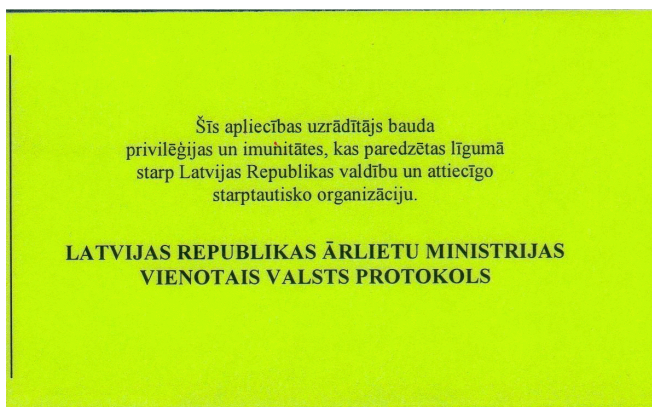 Šīs apliecības uzrādītājs bauda
privilēģijas un imunitātes, kas paredzētas līgumā
starp Latvijas Republikas valdību un attiecīgo
starptautisko organizāciju.
LATVIJAS REPUBLIKAS ĀRLIETU MINISTRIJAS
VIENOTAIS VALSTS PROTOKOLS